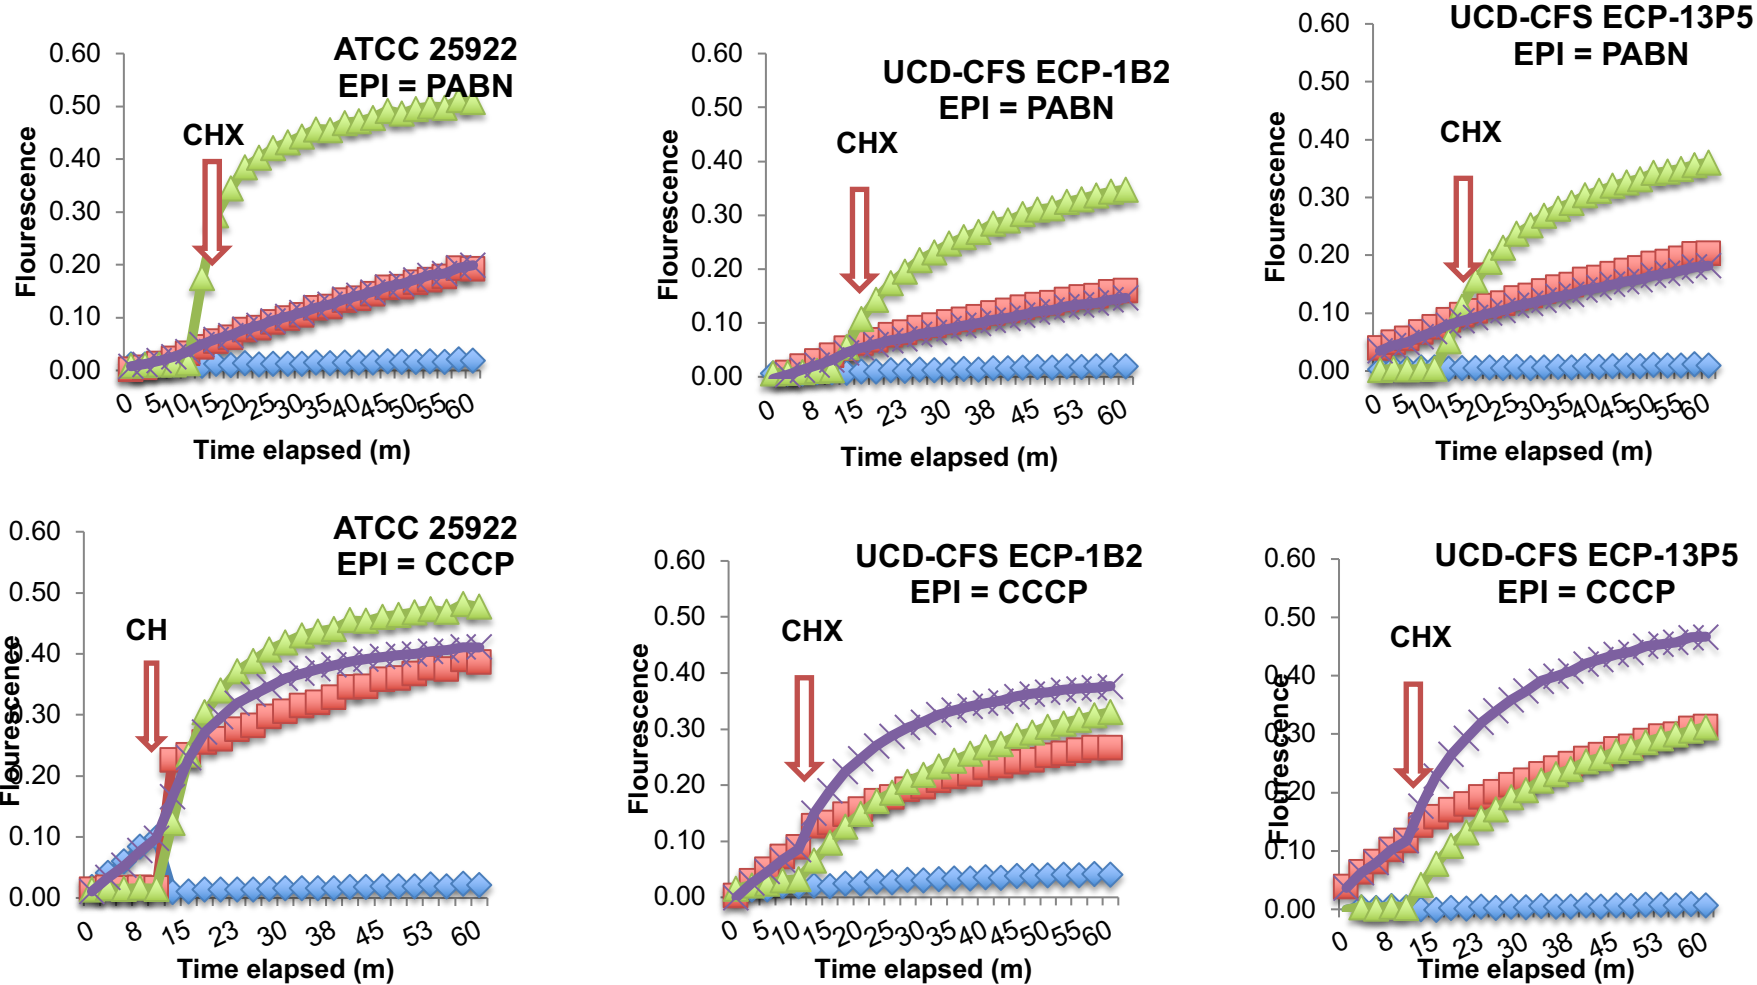 ATCC 25922
EPI = PABN
0.60
0.50
0.40
0.30
0.20
0.10
0.00
Flourescence
CHX
0 5 10 15 20 25 30 35 40 45 50 55 60
Time elapsed (m)
UCD-CFS ECP-1B2
EPI = PABN
0.60
0.50
0.40
0.30
0.20
0.10
0.00
Flourescence
CHX
0 8 15 23 30 38 45 53 60
Time elapsed (m)
UCD-CFS ECP-13P5
EPI = PABN
0.60
0.50
0.40
0.30
0.20
0.10
0.00
Flourescence
CHX
0 5 10 15 20 25 30 35 40 45 50 55 60
Time elapsed (m)
ATCC 25922
EPI = CCCP
0.60
0.50
0.40
0.30
0.20
0.10
0.00
Flourescence
CH
0 8 15 23 30 38 45 53 60
Time elapsed (m)
UCD-CFS ECP-1B2
EPI = CCCP
0.60
0.50
0.40
0.30
0.20
0.10
0.00
Flourescence
CHX
0 5 10 15 20 25 30 35 40 45 50 55 60
Time elapsed (m)
UCD-CFS ECP-13P5
EPI = CCCP
0.60
0.50
0.40
0.30
0.20
0.10
0.00
Flourescence
CHX
0 8 15 23 30 38 45 53 60
Time elapsed (m)